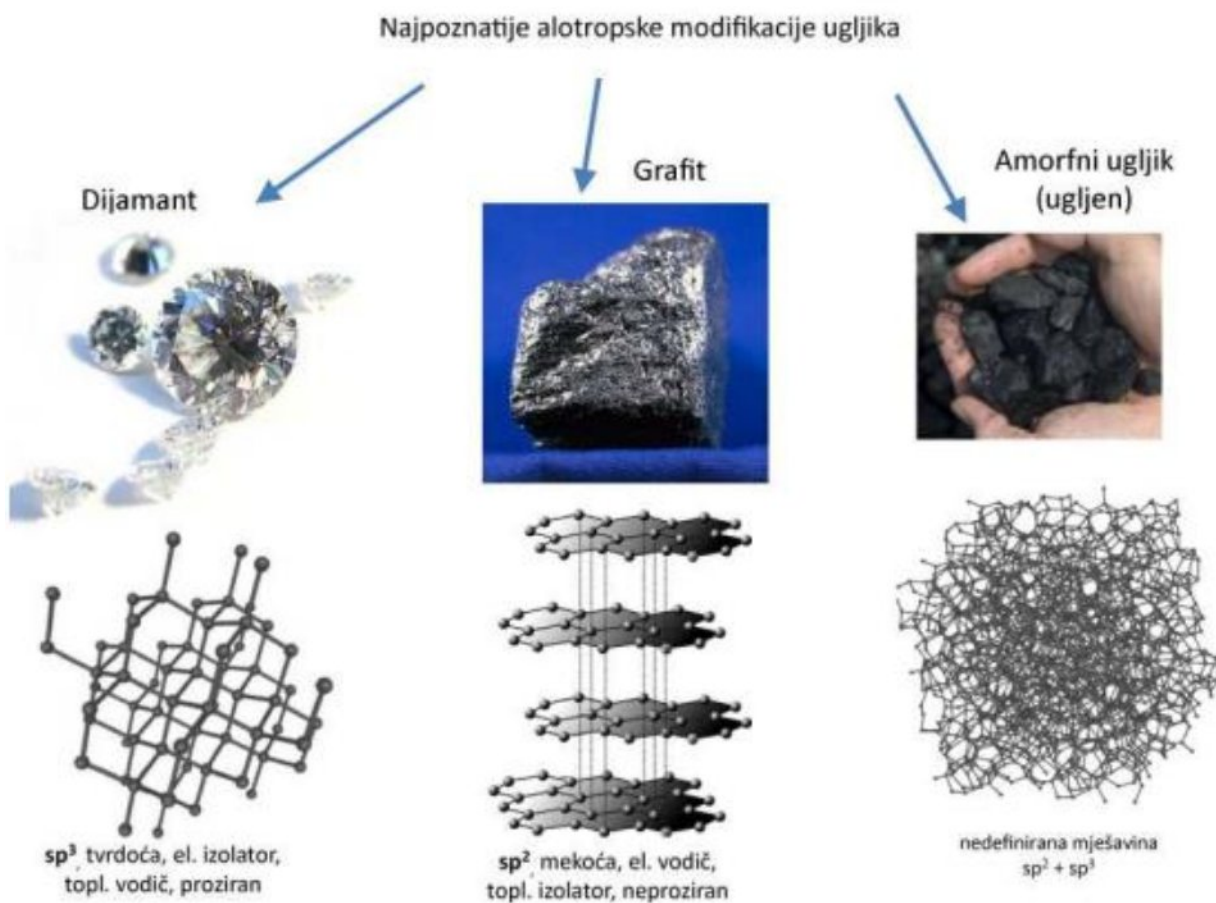 Najpoznatije alotropske modifikacije ugljika
Dijamant
Grafit
Amorfni ugljik
(ugljen)
sp³, tvrdoća, el. izolator,
topl. vodič, proziran
sp², mekoća, el. vodič,
topl. izolator, neproziran
nedefinirana mješavina
sp² + sp³